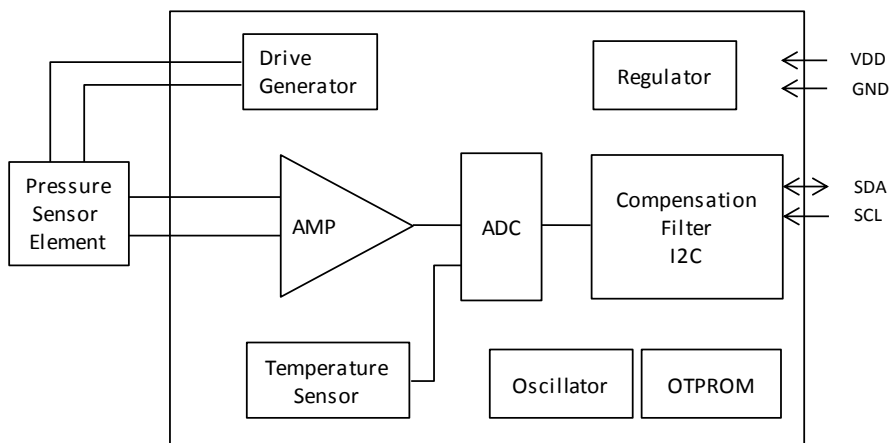 Drive
Generator
Regulator
VDD
GND
Pressure
Sensor
Element
AMP
ADC
Compensation
Filter
I2C
SDA
SCL
Temperature
Sensor
Oscillator
OTPROM